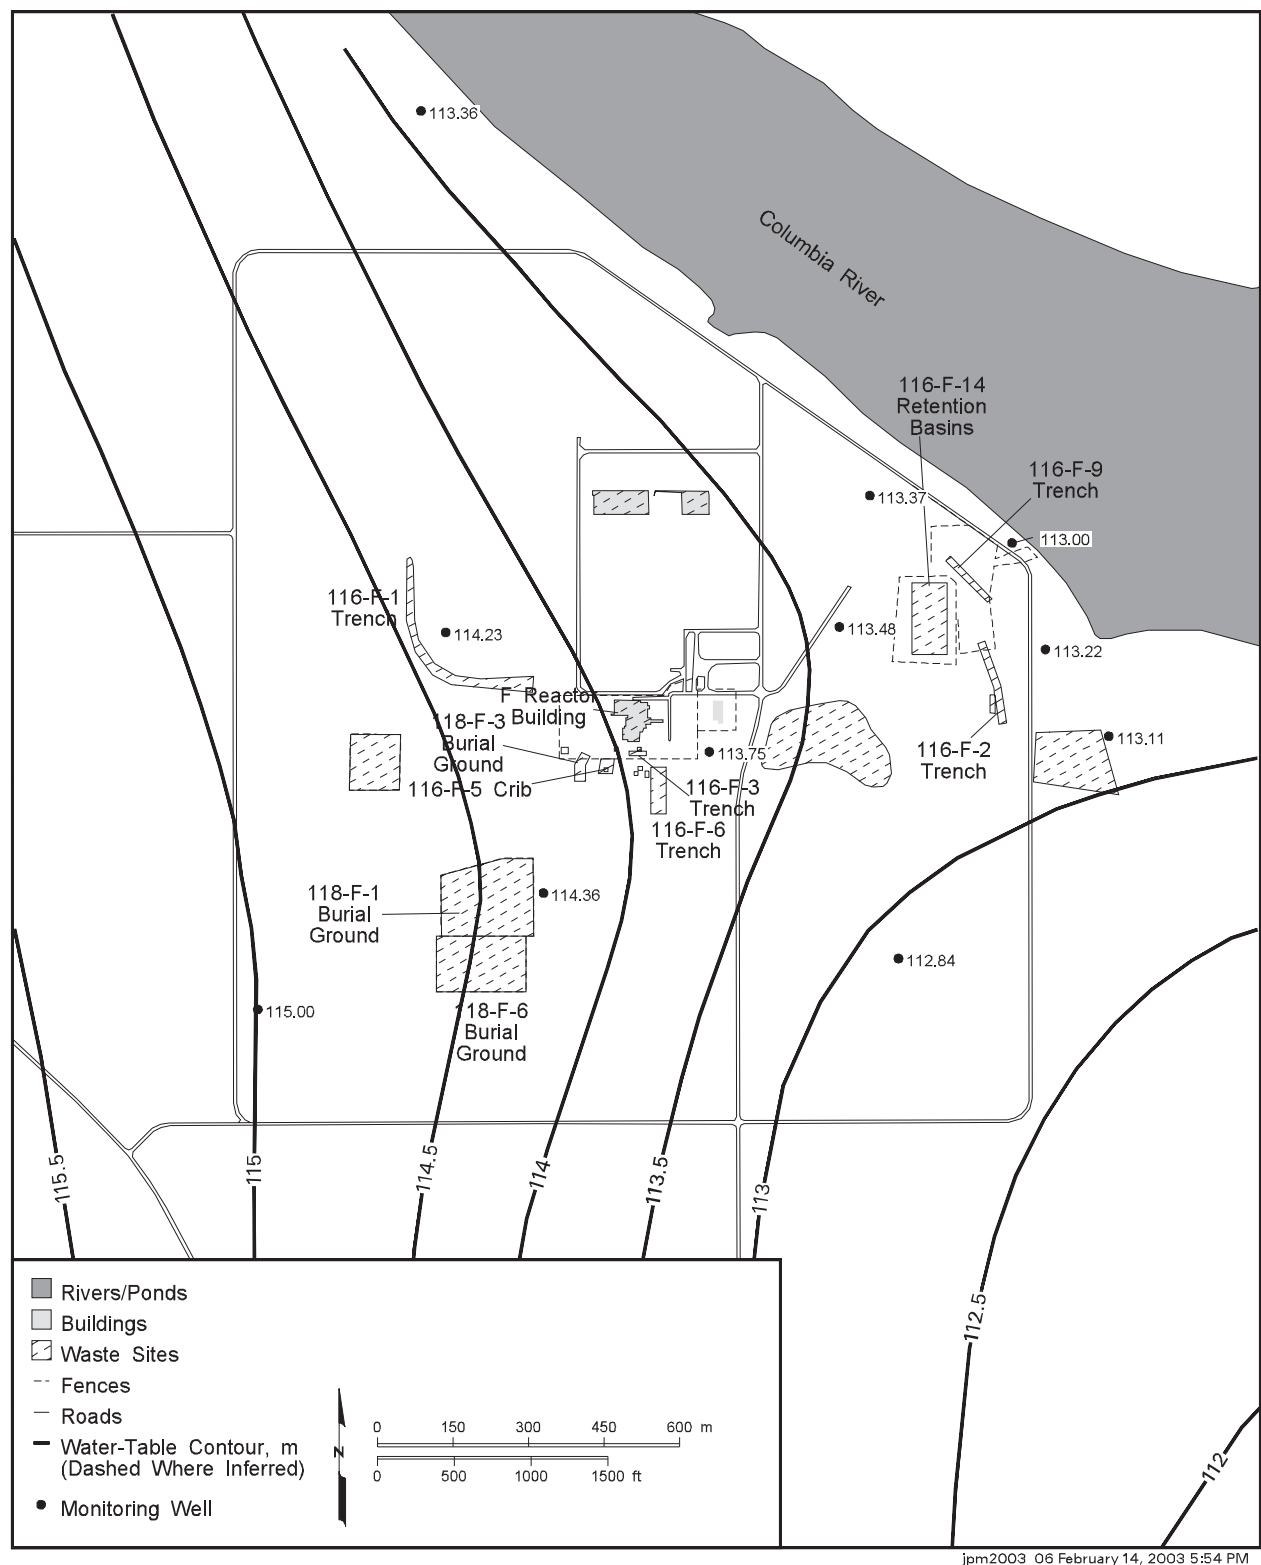 113.36
Columbia River
116-F-14
Retention
Basins
116-F-9
Trench
113.37
113.00
116-F-1
Trench
114.23
113.48
113.22
F Reactor
Building
118-F-3
Burial
Ground
116-F-5 Crib
113.75
116-F-3
Trench
116-F-6
Trench
116-F-2
Trench
113.11
118-F-1
Burial
Ground
114.36
112.84
115.00
118-F-6
Burial
Ground
115.5
115
114.5
114
113.5
113
112.5
112
Rivers/Ponds
Buildings
Waste Sites
Fences
Roads
Water-Table Contour, m
(Dashed Where Inferred)
Monitoring Well
N
0 150 300 450 600 m
0 500 1000 1500 ft
jpm2003_06 February 14, 2003 5:54 PM